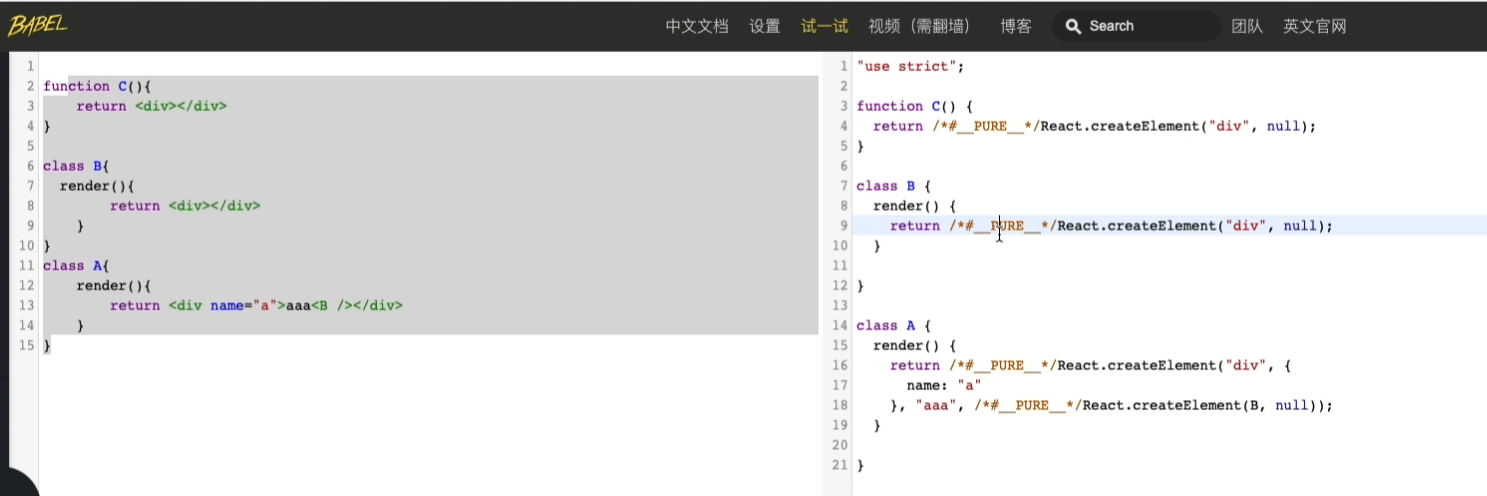 BABEL 中文文档 设置 试一试 视频（需翻墙） 博客 Search 团队 英文官网
1
2 function C(){
3 return <div></div>
4 }
5
6 class B{
7 render(){
8 return <div></div>
9 }
10 }
11 class A{
12 render(){
13 return <div name="a">aaa<B /></div>
14 }
15 }
1 "use strict";
2
3 function C() {
4 return /*#__PURE__*/React.createElement("div", null);
5 }
6
7 class B {
8 render() {
9 return /*#__PURE__*/React.createElement("div", null);
10 }
11
12 }
13
14 class A {
15 render() {
16 return /*#__PURE__*/React.createElement("div", {
17 name: "a"
18 }, "aaa", /*#__PURE__*/React.createElement(B, null));
19 }
20
21 }